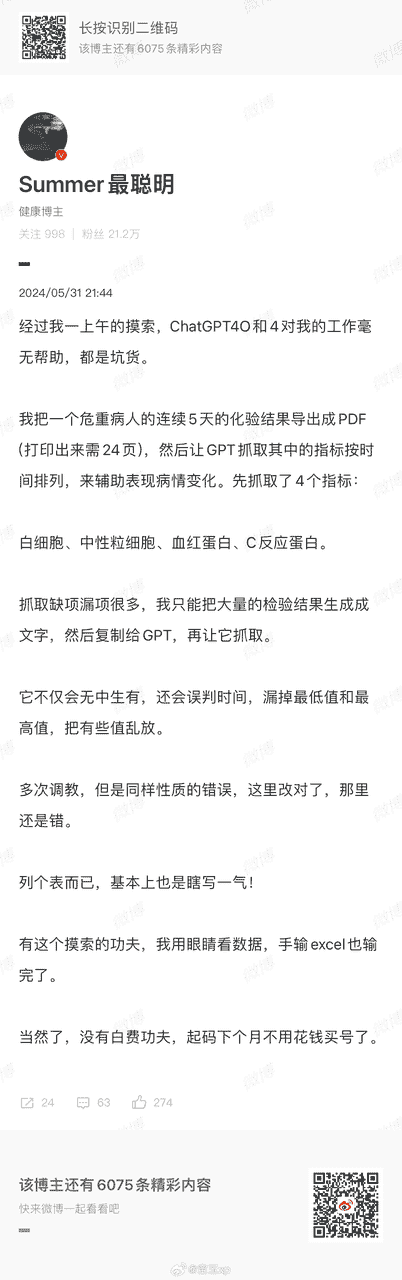 长按识别二维码
该博主还有6075条精彩内容
Summer最聪明
健康博主
关注 998 | 粉丝 21.2万
2024/05/31 21:44
经过我一上午的摸索，ChatGPT4O和4对我的工作毫
无帮助，都是坑货。
我把一个危重病人的连续5天的化验结果导出成PDF
(打印出来需24页)，然后让GPT抓取其中的指标按时
间排列，来辅助表现病情变化。先抓取了4个指标：
白细胞、中性粒细胞、血红蛋白、C反应蛋白。
抓取缺项漏项很多，我只能把大量的检验结果生成成
文字，然后复制给GPT，再让它抓取。
它不仅会无中生有，还会误判时间，漏掉最低值和最
高值，把有些值乱放。
多次调教，但是同样性质的错误，这里改对了，那里
还是错。
列个表而已，基本上也是瞎写一气！
有这个摸索的功夫，我用眼睛看数据，手输excel也输
完了。
当然了，没有白费功夫，起码下个月不用花钱买号了。
24 63 274
该博主还有6075条精彩内容
快来微博一起看看吧